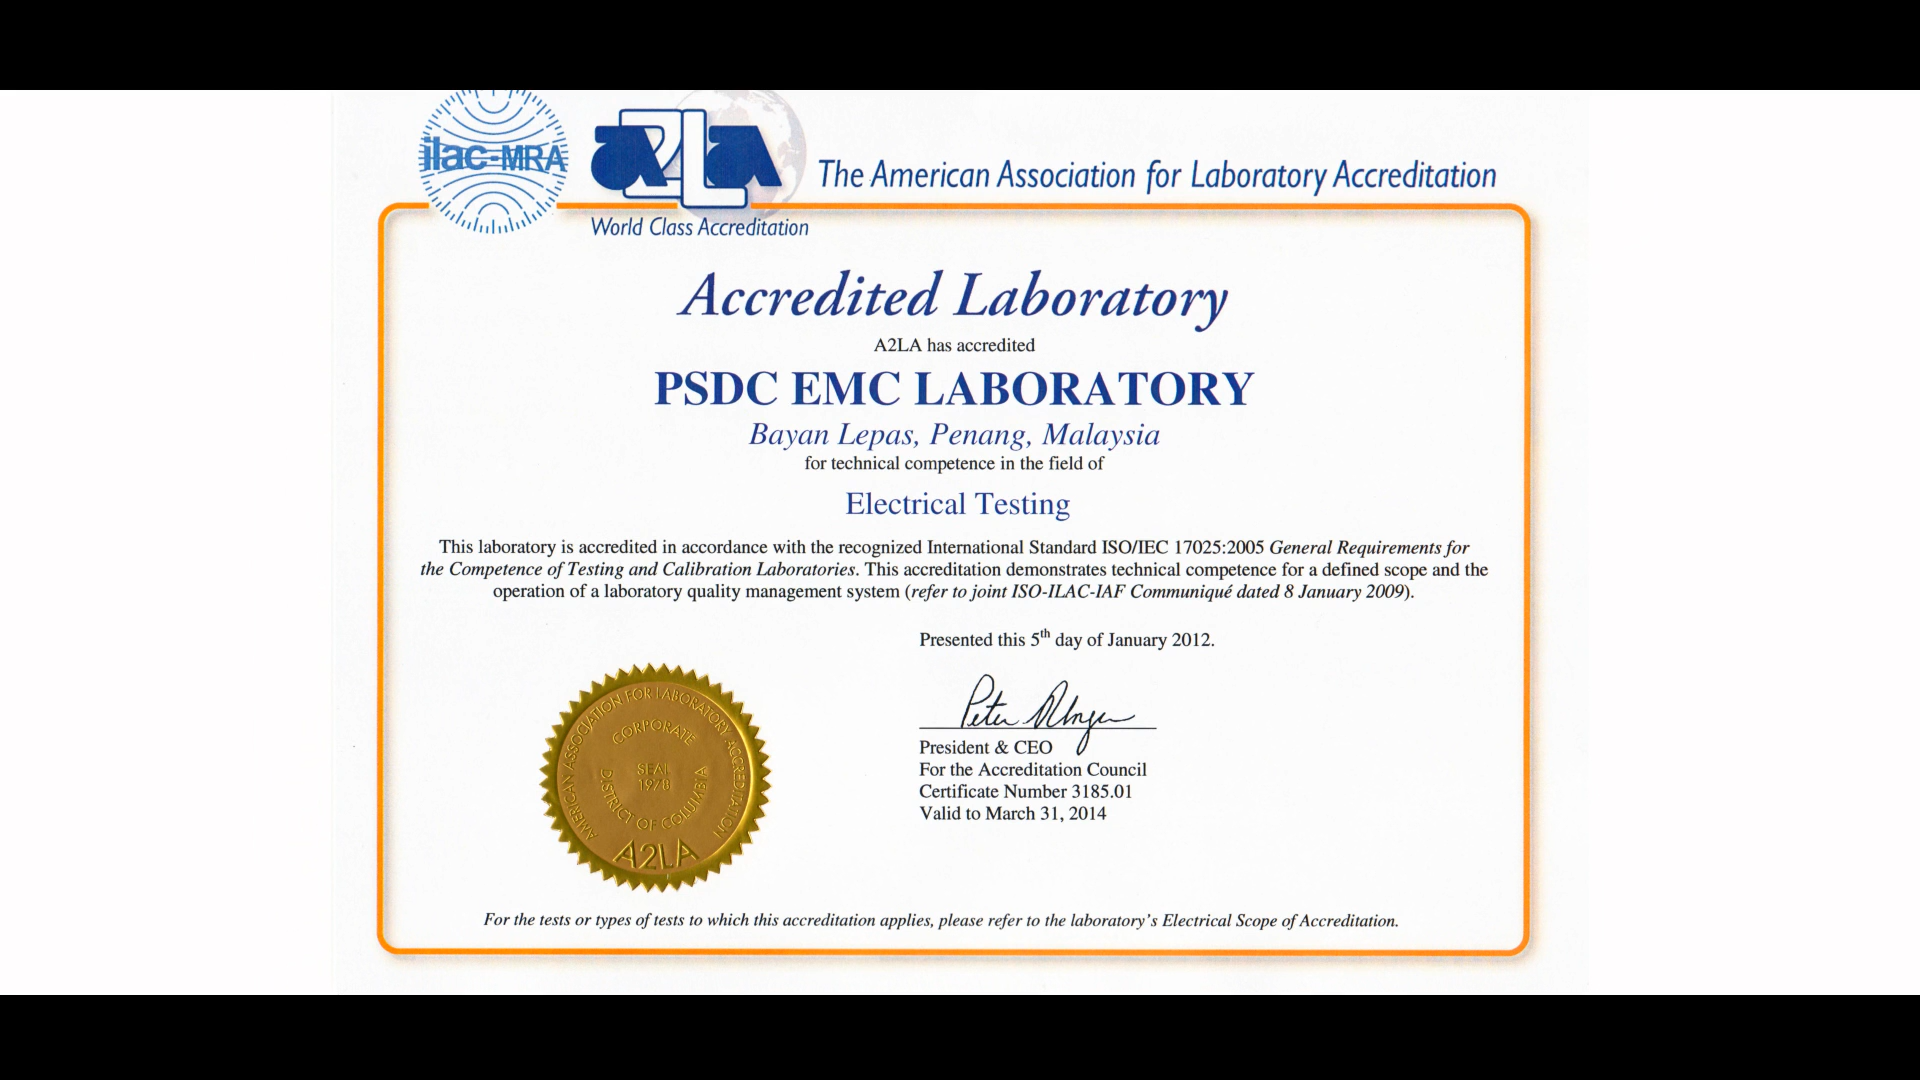 ilac-MRA
a2La
The American Association for Laboratory Accreditation
World Class Accreditation
Accredited Laboratory
A2LA has accredited
PSDC EMC LABORATORY
Bayan Lepas, Penang, Malaysia
for technical competence in the field of
Electrical Testing
This laboratory is accredited in accordance with the recognized International Standard ISO/IEC 17025:2005 General Requirements for
the Competence of Testing and Calibration Laboratories. This accreditation demonstrates technical competence for a defined scope and the
operation of a laboratory quality management system (refer to joint ISO-ILAC-IAF Communiqué dated 8 January 2009).
Presented this 5th day of January 2012.
Peter
President & CEO
For the Accreditation Council
Certificate Number 3185.01
Valid to March 31, 2014
AMERICAN ASSOCIATION FOR LABORATORY ACCREDITATION
CORPORATE
SEAL
1978
DISTRICT OF COLUMBIA
A2LA
For the tests or types of tests to which this accreditation applies, please refer to the laboratory's Electrical Scope of Accreditation.